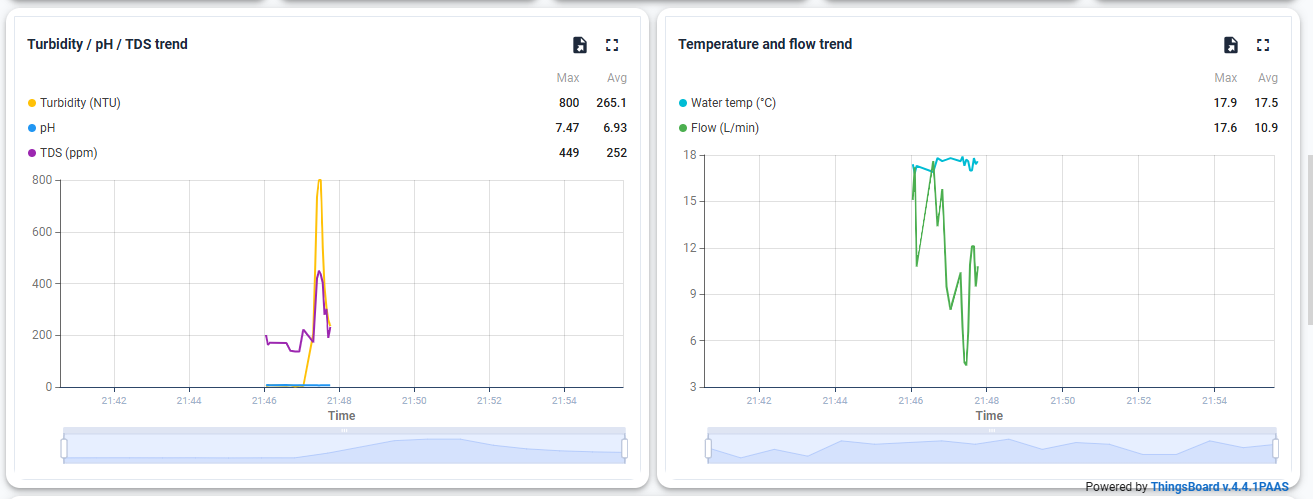 Turbidity / pH / TDS trend
Max Avg
Turbidity (NTU) 800 265.1
pH 7.47 6.93
TDS (ppm) 449 252
800
600
400
200
0
21:42 21:44 21:46 21:48 21:50 21:52 21:54
Time
Temperature and flow trend
Max Avg
Water temp (°C) 17.9 17.5
Flow (L/min) 17.6 10.9
18
15
12
9
6
3
21:42 21:44 21:46 21:48 21:50 21:52 21:54
Time
Powered by ThingsBoard v.4.4.1PAAS